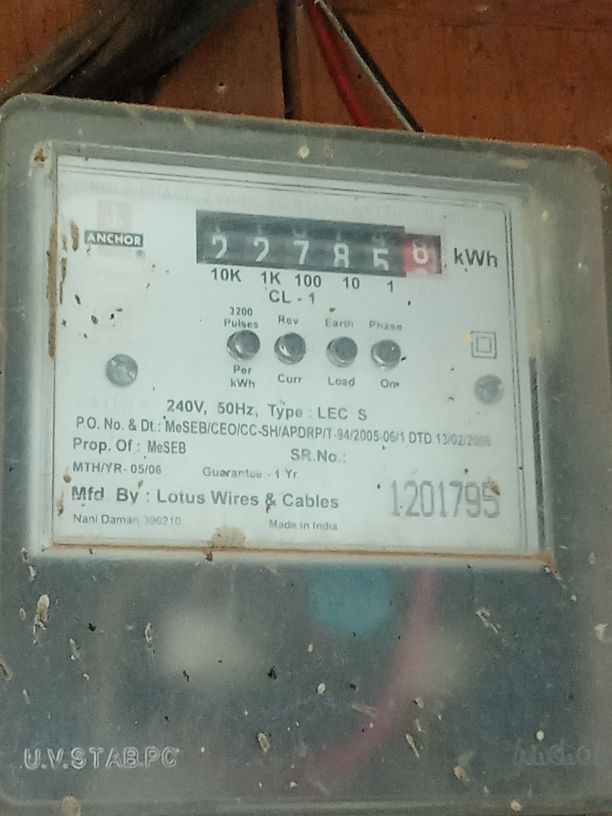 ANCHOR
®
2 2 7 8 5 8 kWh
10K 1K 100 10 1
CL - 1
3200 Pulses Rev Earth Phase
Per kWh Curr Load On
240V, 50Hz, Type : LEC S
P.O. No. & Dt.: MeSEB/CEO/CC-SH/APDRP/T-94/2005-06/1 DTD 13/02/2006
Prop. Of : MeSEB SR.No.:
MTH/YR- 05/06 Guarantee:- 1 Yr.
Mfd By : Lotus Wires & Cables 1201795
Nani Daman 396210 Made in India
U.V.STAB.PC